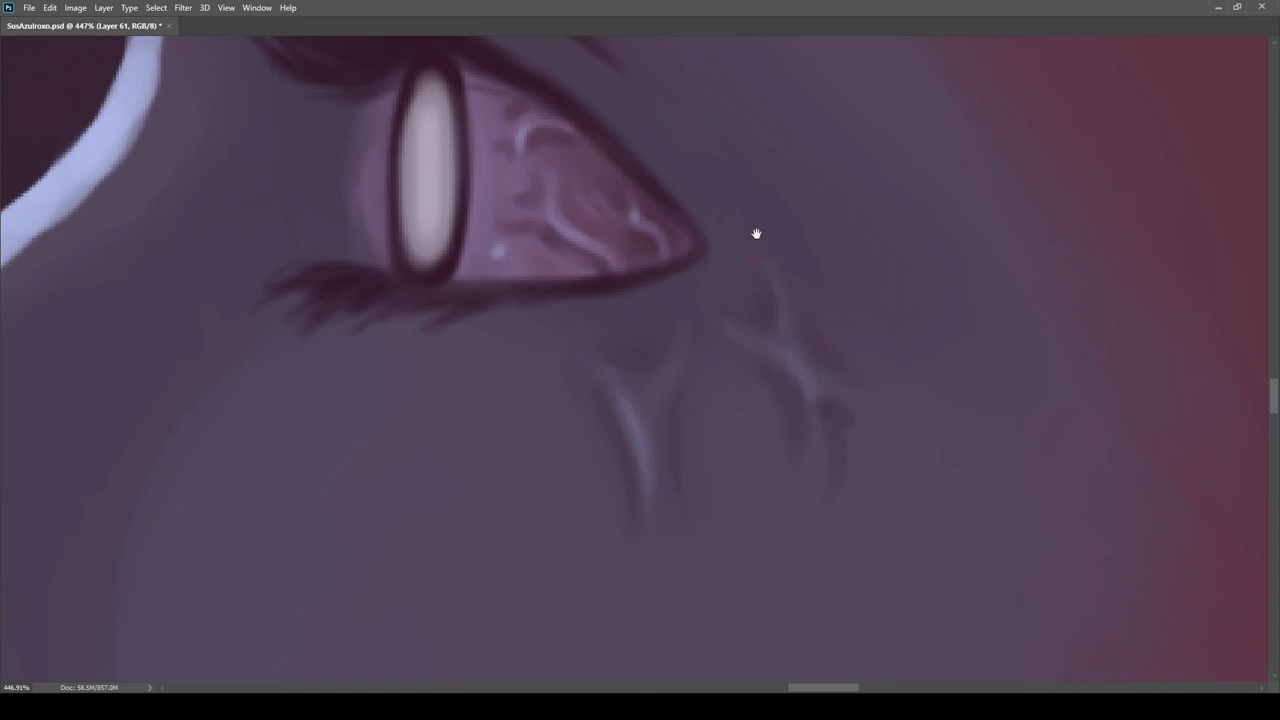 Ps File Edit Image Layer Type Select Filter 3D View Window Help
SusAzulroxo.psd @ 447% (Layer 61, RGB/8) *
446.91% Doc: 58.5M/857.0M